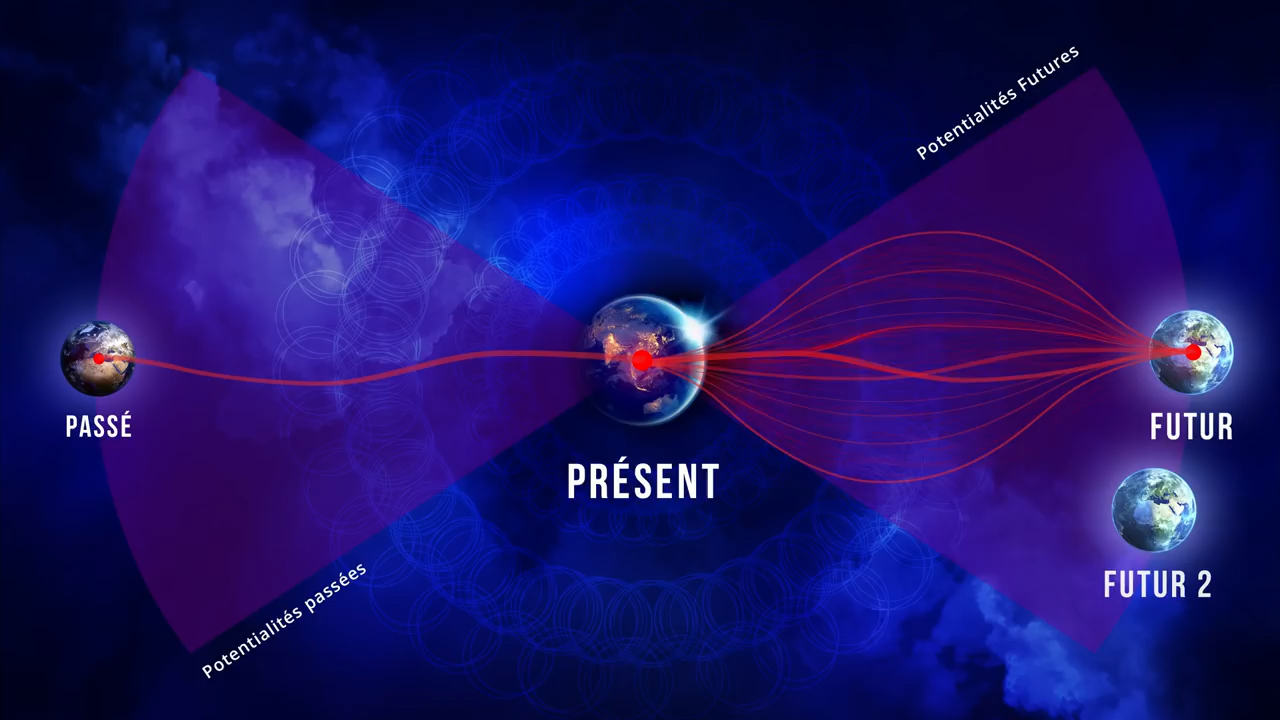 Potentialités Futures
PASSÉ
FUTUR
PRÉSENT
FUTUR 2
Potentialités passées